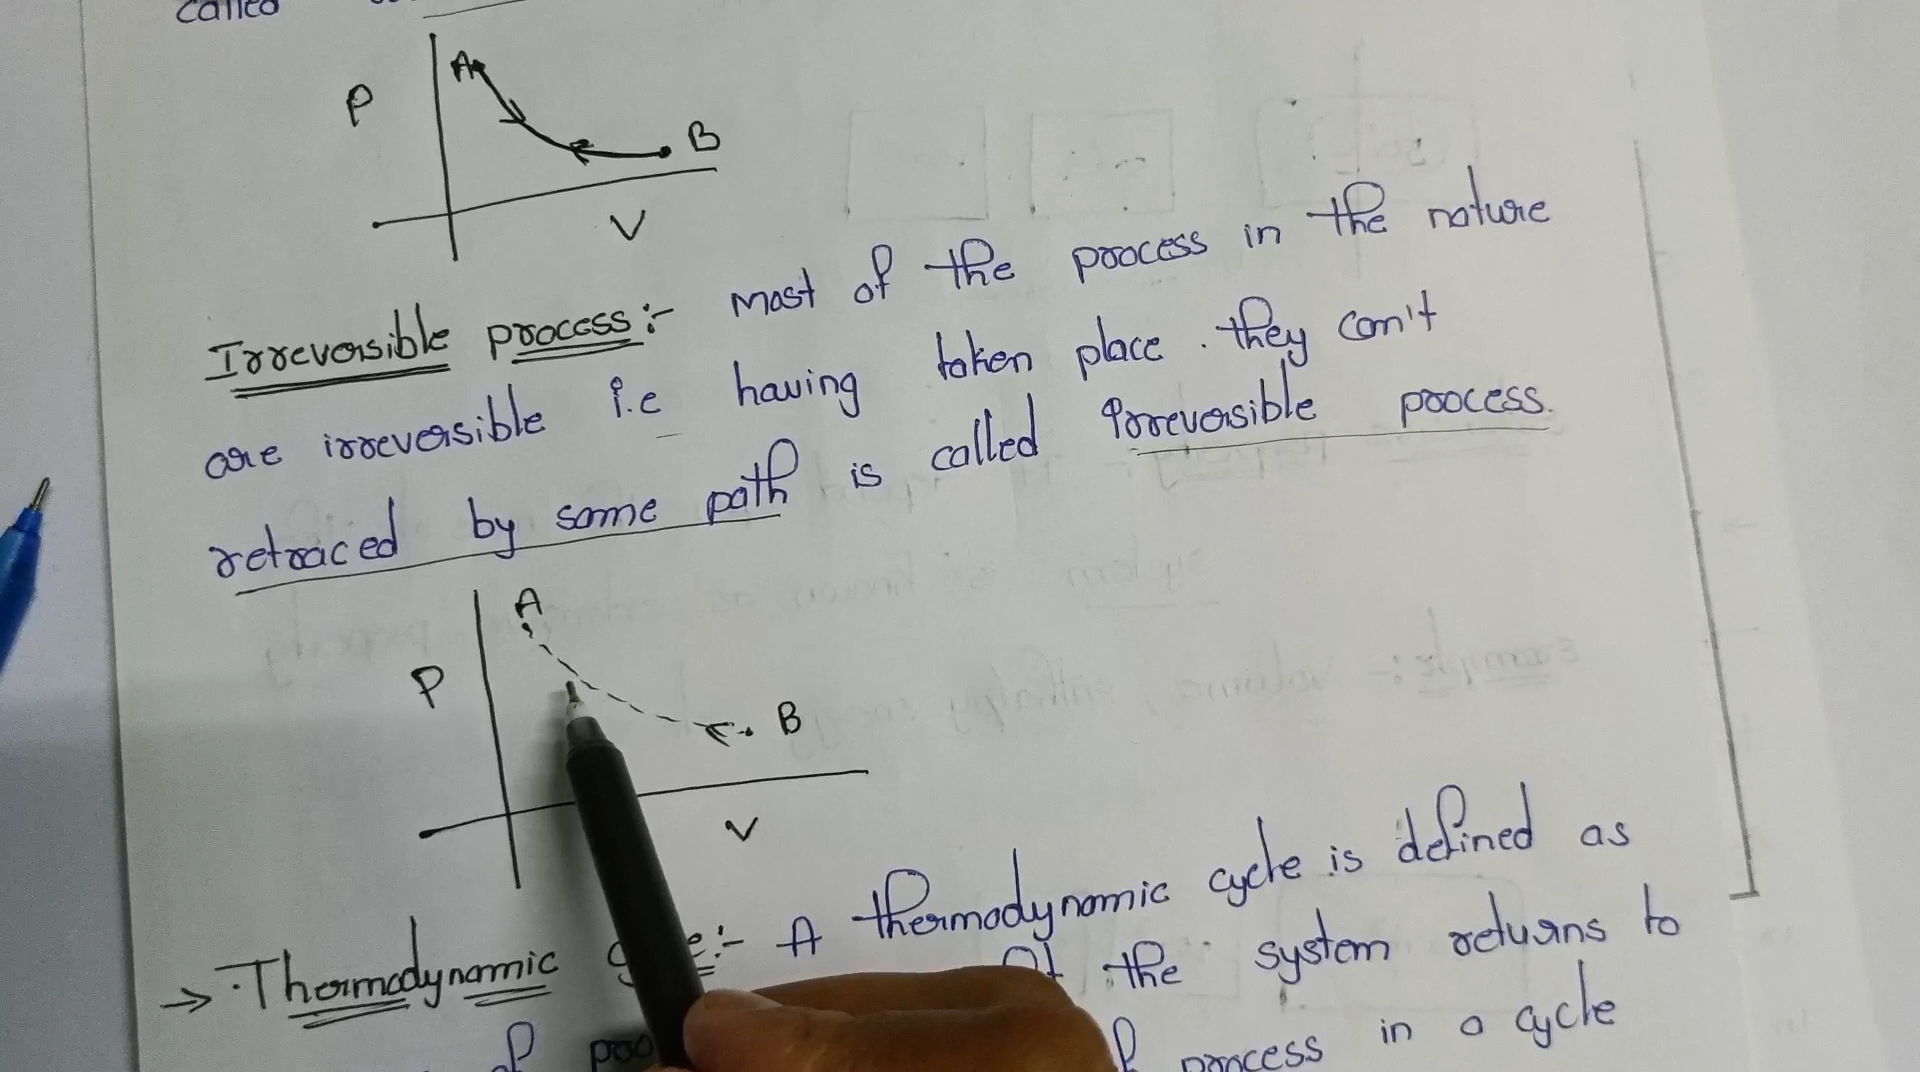 called
A
P
B
V
Irreversible process:- most of the process in the nature
are irreversible i.e having taken place. they can't
retraced by same path is called Irreversible process.
A
P
B
V
→ Thermodynamic :- A thermodynamic cycle is defined as
the system returns to
of process in a cycle